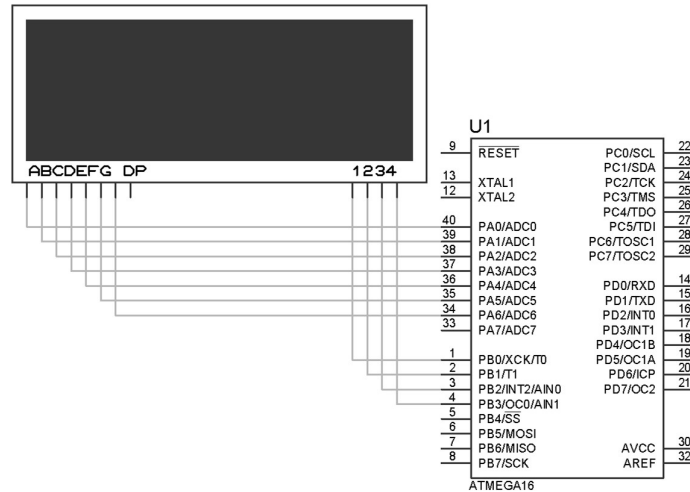 ABCDEFG DP 1234
U1
9 RESET PC0/SCL 22
PC1/SDA 23
13 XTAL1 PC2/TCK 24
12 XTAL2 PC3/TMS 25
PC4/TDO 26
40 PA0/ADC0 PC5/TDI 27
39 PA1/ADC1 PC6/TOSC1 28
38 PA2/ADC2 PC7/TOSC2 29
37 PA3/ADC3
36 PA4/ADC4 PD0/RXD 14
35 PA5/ADC5 PD1/TXD 15
34 PA6/ADC6 PD2/INT0 16
33 PA7/ADC7 PD3/INT1 17
PD4/OC1B 18
1 PB0/XCK/T0 PD5/OC1A 19
2 PB1/T1 PD6/ICP 20
3 PB2/INT2/AIN0 PD7/OC2 21
4 PB3/OC0/AIN1
5 PB4/SS
6 PB5/MOSI
7 PB6/MISO AVCC 30
8 PB7/SCK AREF 32
ATMEGA16